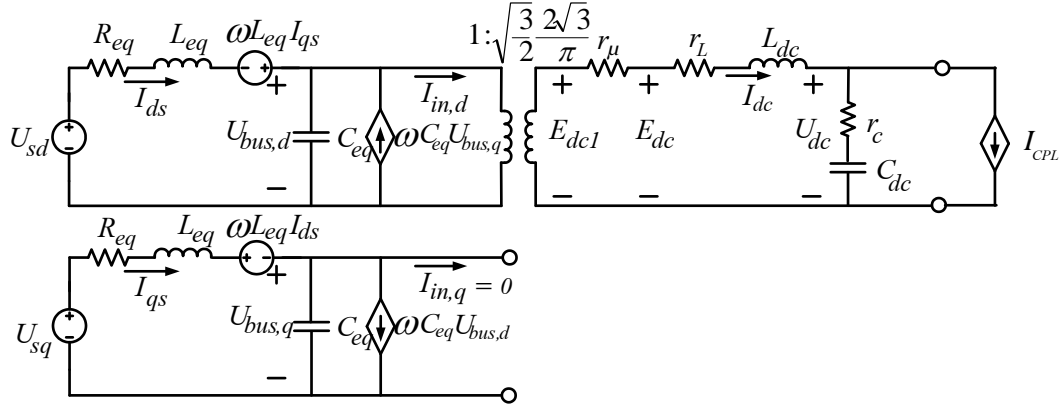 R_eq L_eq ωL_eq I_qs
1:√(3/2) 2√3/π
r_μ r_L L_dc
I_ds I_in,d I_dc
U_sd + −
− +
+ −
U_bus,d C_eq ωC_eq U_bus,q
+ E_dc1 −
+ E_dc −
+ U_dc −
r_c
C_dc
I_CPL
R_eq L_eq ωL_eq I_ds
I_qs I_in,q = 0
U_sq + −
+ −
+ −
U_bus,q C_eq ωC_eq U_bus,d